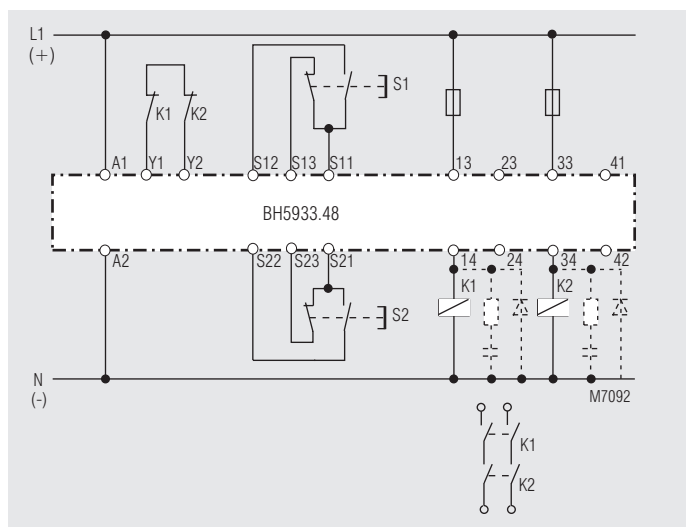 L1
(+)
K1 K2
S1
A1 Y1 Y2 S12 S13 S11 13 23 33 41
BH5933.48
A2 S22 S23 S21 14 24 34 42
K1 K2
S2
N
(-)
M7092
K1
K2